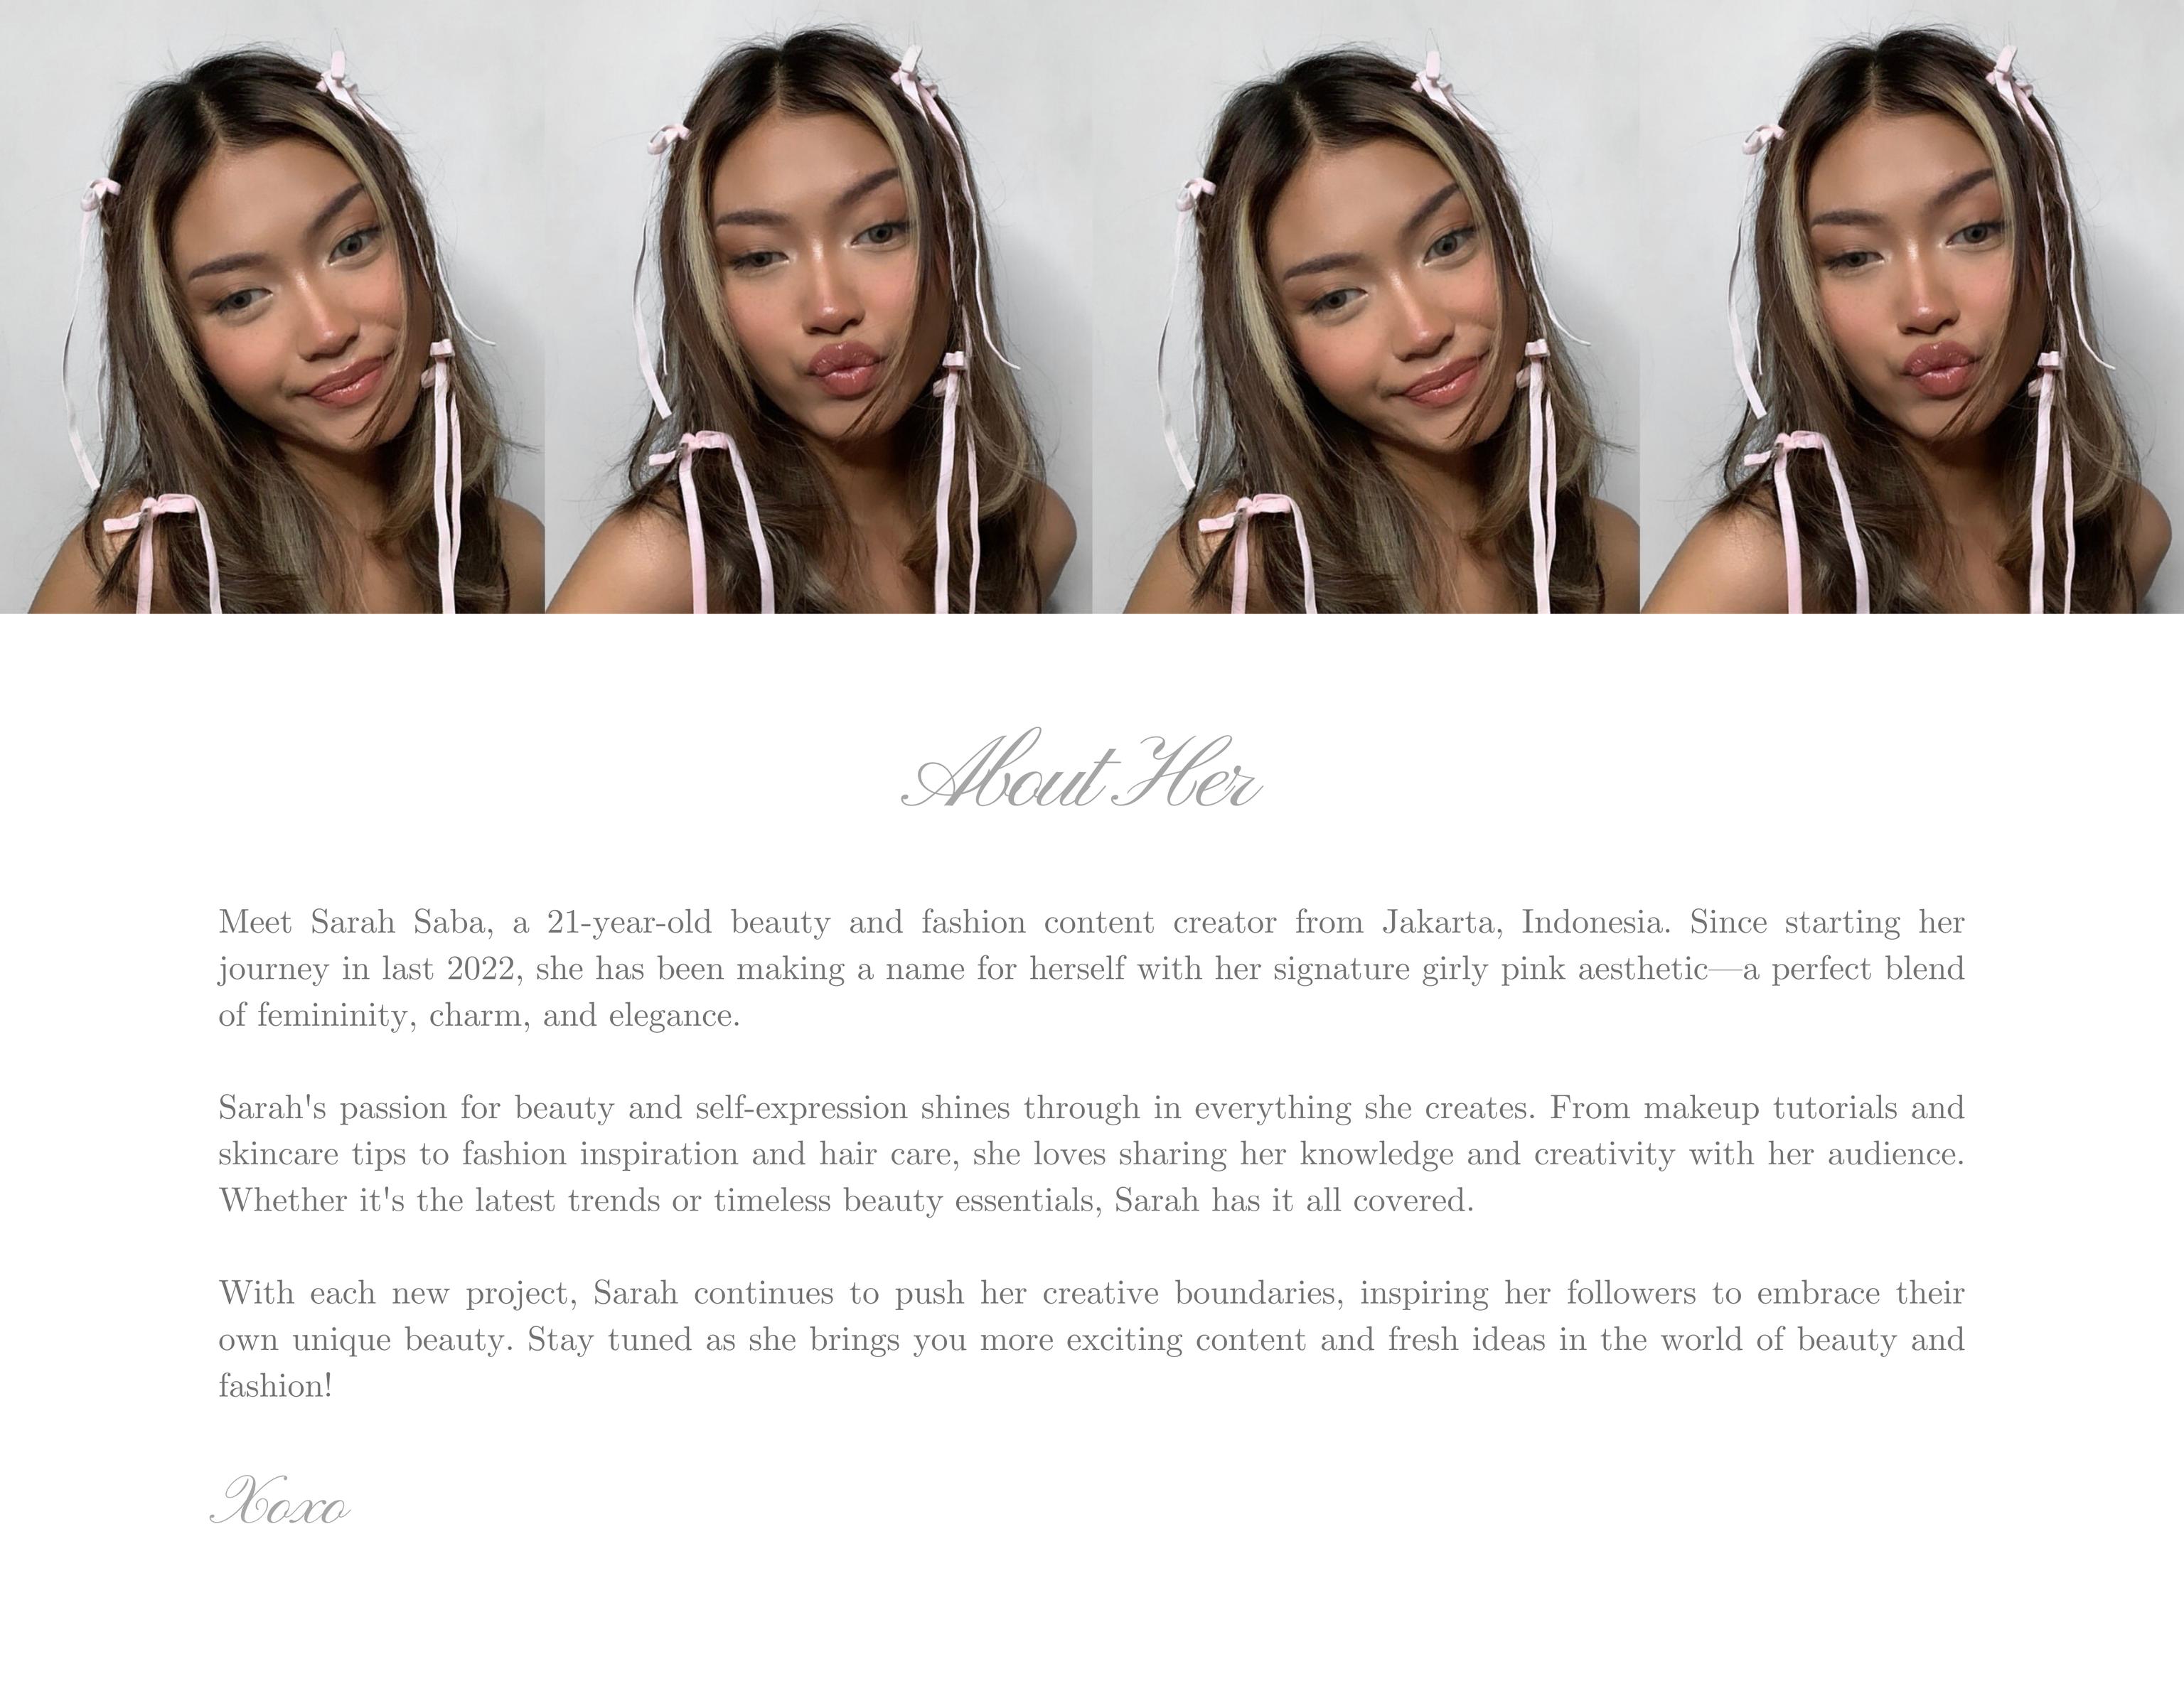 About Her
Meet Sarah Saba, a 21-year-old beauty and fashion content creator from Jakarta, Indonesia. Since starting her
journey in last 2022, she has been making a name for herself with her signature girly pink aesthetic—a perfect blend
of femininity, charm, and elegance.
Sarah's passion for beauty and self-expression shines through in everything she creates. From makeup tutorials and
skincare tips to fashion inspiration and hair care, she loves sharing her knowledge and creativity with her audience.
Whether it's the latest trends or timeless beauty essentials, Sarah has it all covered.
With each new project, Sarah continues to push her creative boundaries, inspiring her followers to embrace their
own unique beauty. Stay tuned as she brings you more exciting content and fresh ideas in the world of beauty and
fashion!
Xoxo